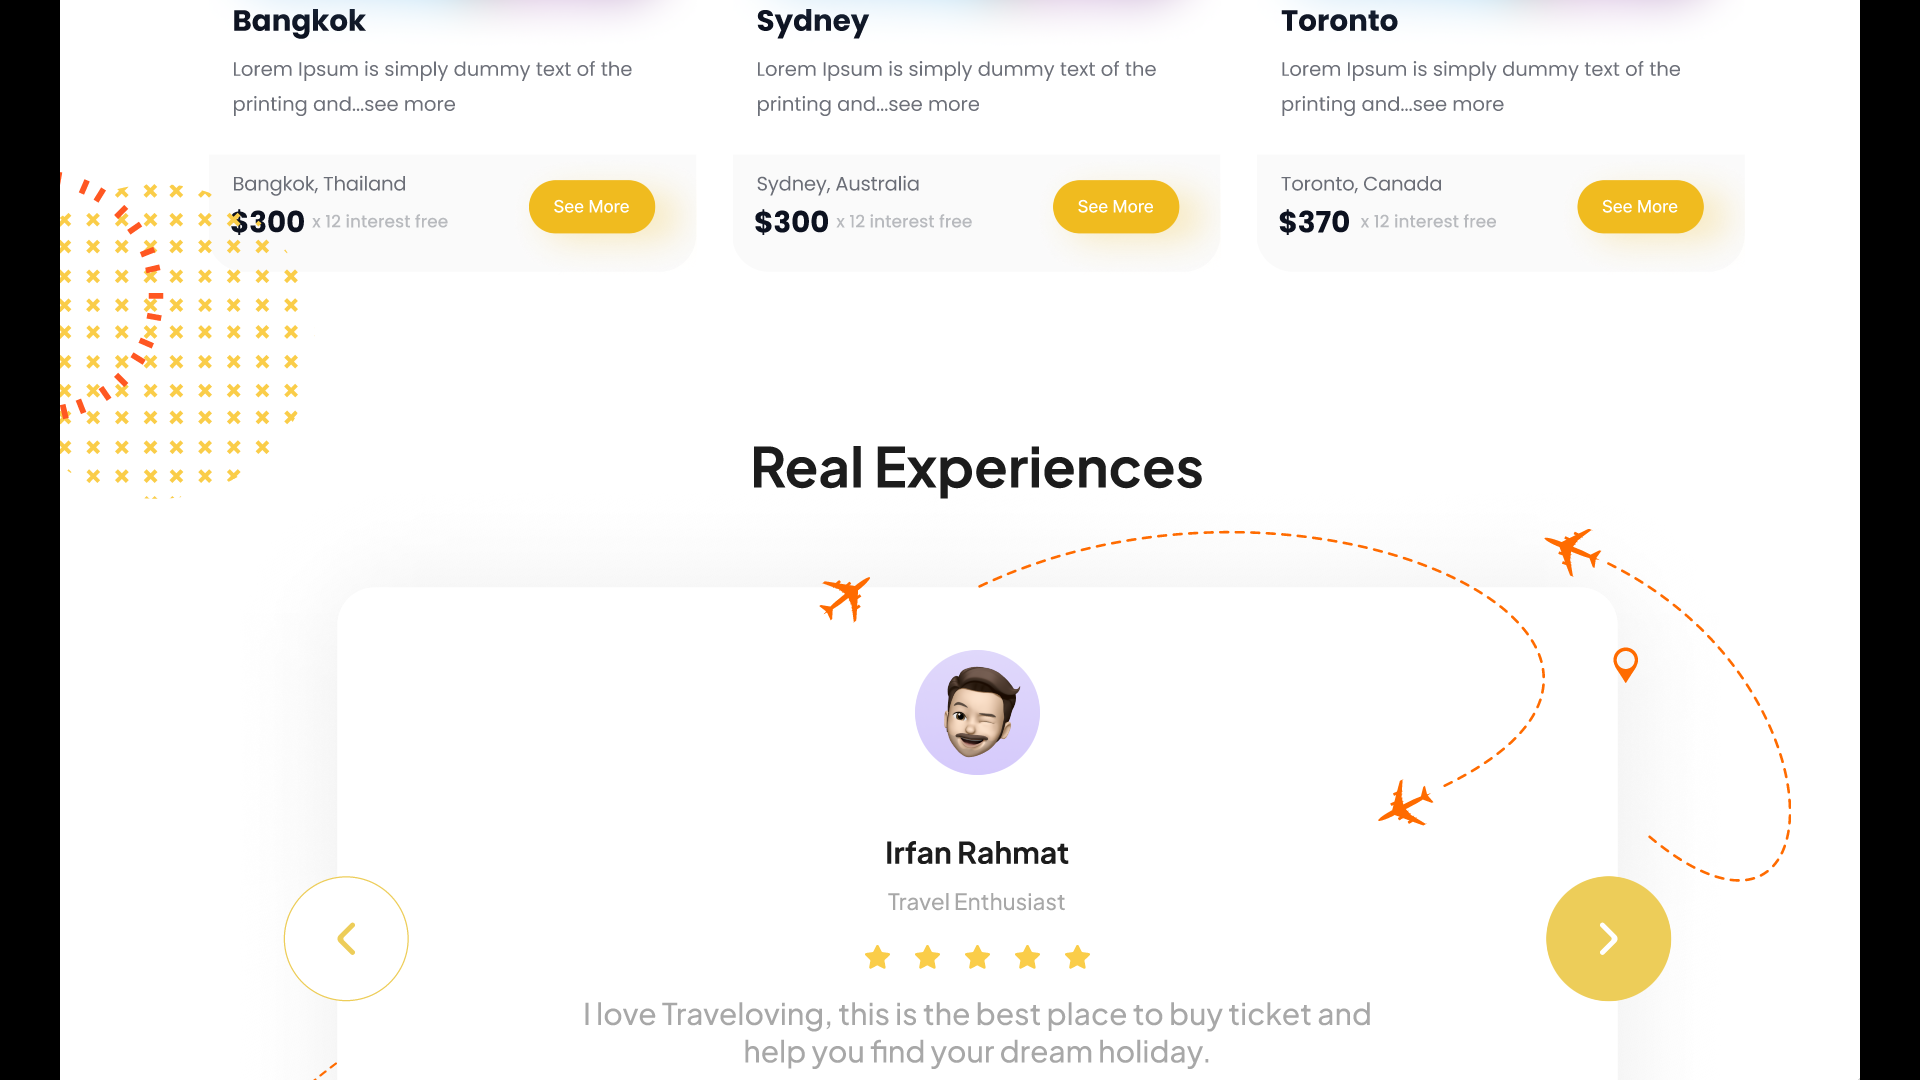 Bangkok
Lorem Ipsum is simply dummy text of the
printing and...see more
Bangkok, Thailand
$300 x 12 interest free
See More
Sydney
Lorem Ipsum is simply dummy text of the
printing and...see more
Sydney, Australia
$300 x 12 interest free
See More
Toronto
Lorem Ipsum is simply dummy text of the
printing and...see more
Toronto, Canada
$370 x 12 interest free
See More
Real Experiences
Irfan Rahmat
Travel Enthusiast
I love Traveloving, this is the best place to buy ticket and
help you find your dream holiday.